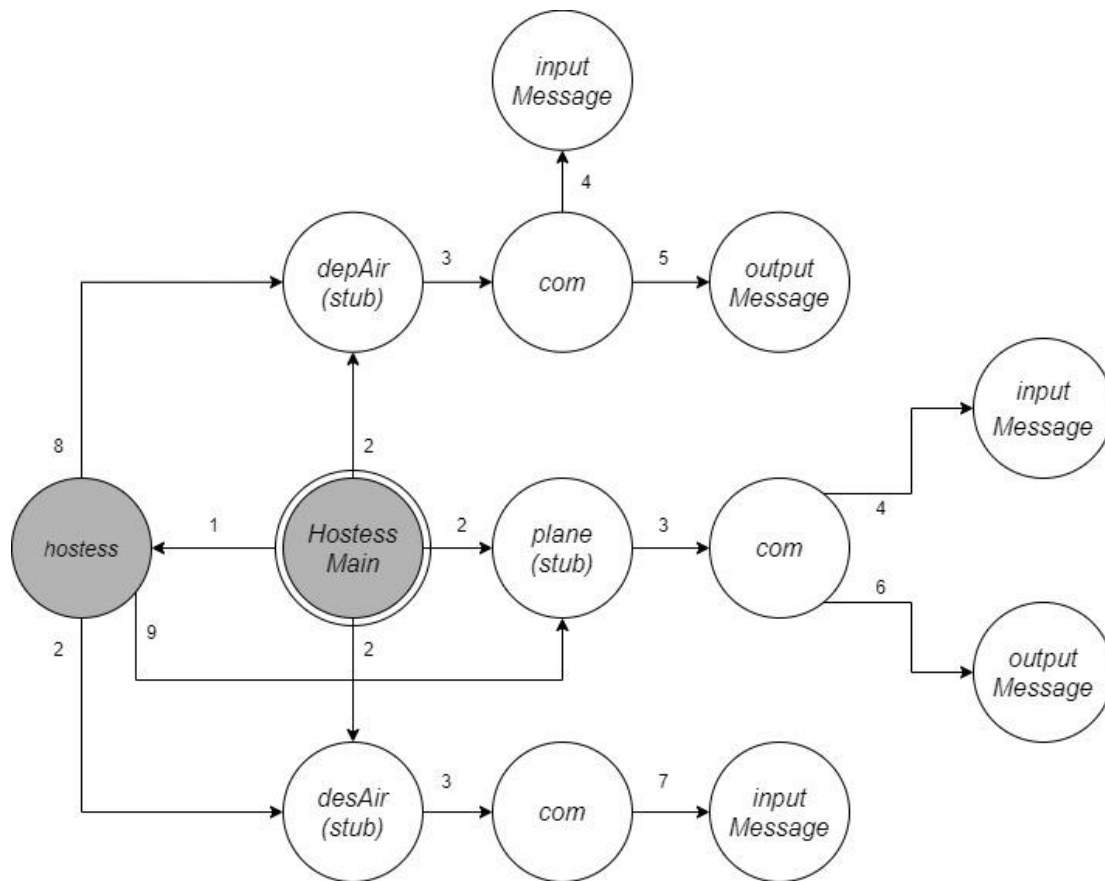 input
Message
4
depAir
(stub)
3
com
5
output
Message
input
Message
8
2
4
hostess
1
Hostess
Main
2
plane
(stub)
3
com
6
2
9
2
output
Message
desAir
(stub)
3
com
7
input
Message